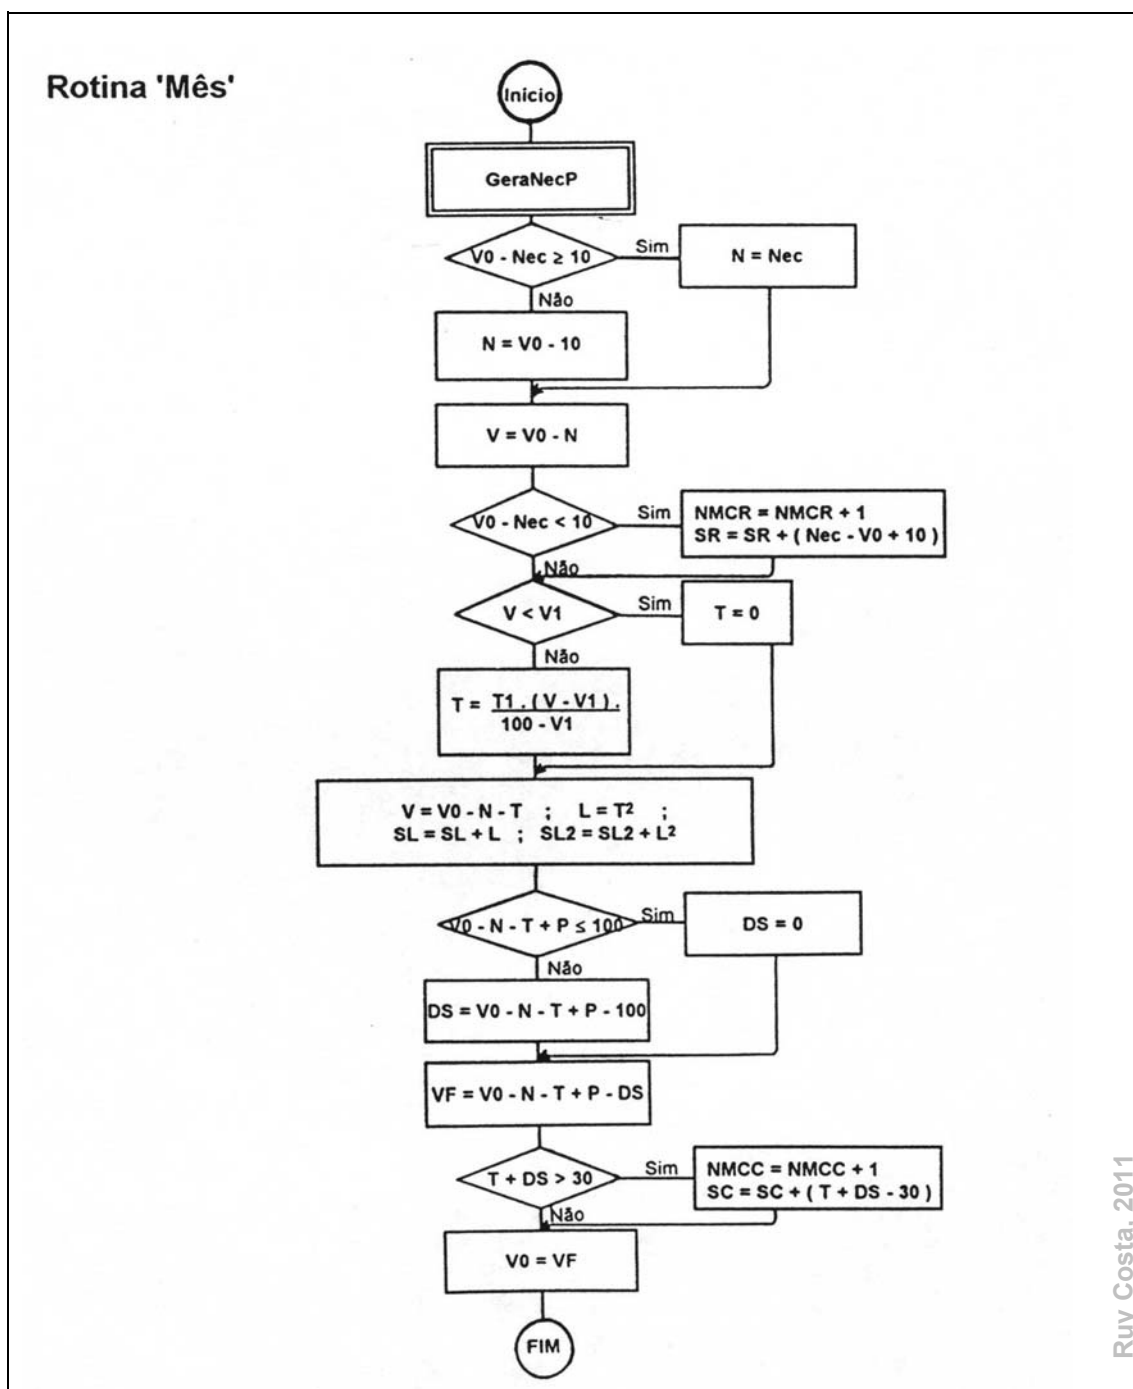 Rotina 'Mês'
Início
GeraNecP
V0 - Nec ≥ 10
Sim
N = Nec
Não
N = V0 - 10
V = V0 - N
V0 - Nec < 10
Sim
NMCR = NMCR + 1
SR = SR + ( Nec - V0 + 10 )
Não
V < V1
Sim
T = 0
Não
T = T1 . ( V - V1 ) .
100 - V1
V = V0 - N - T ; L = T² ;
SL = SL + L ; SL2 = SL2 + L²
V0 - N - T + P ≤ 100
Sim
DS = 0
Não
DS = V0 - N - T + P - 100
VF = V0 - N - T + P - DS
T + DS > 30
Sim
NMCC = NMCC + 1
SC = SC + ( T + DS - 30 )
Não
V0 = VF
FIM
Ruy Costa, 2011